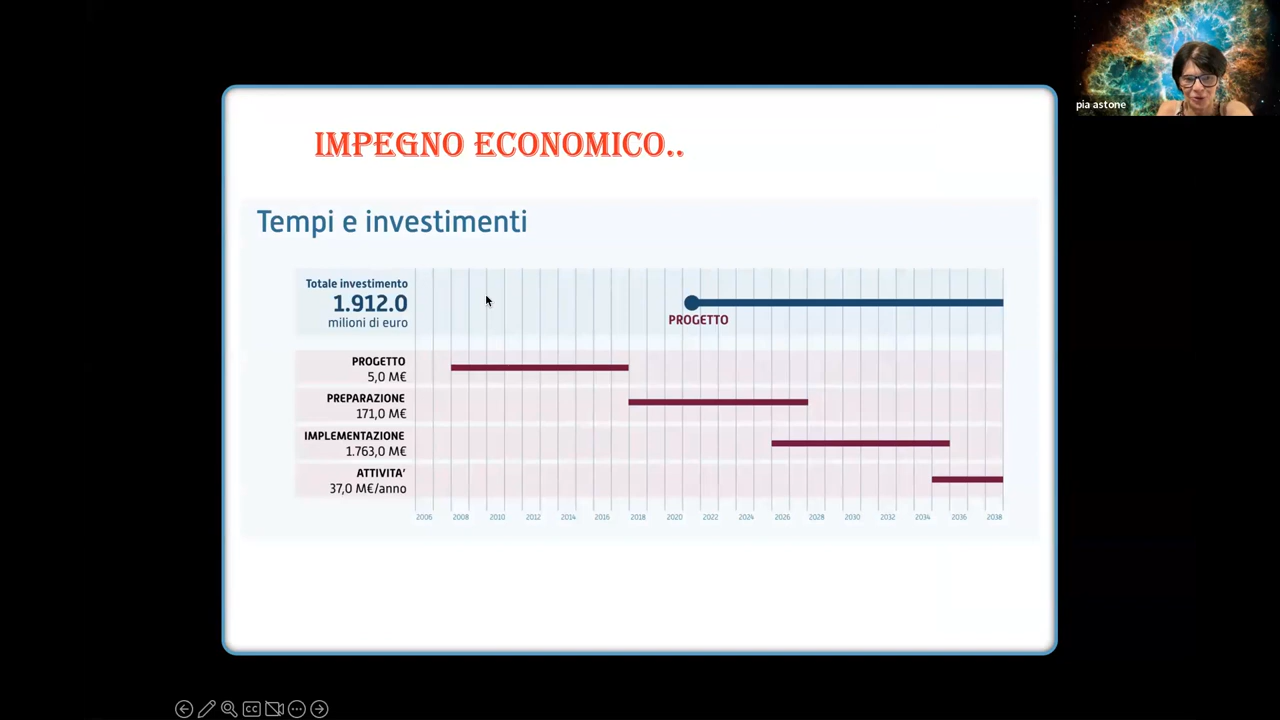 pia astone
IMPEGNO ECONOMICO..
Tempi e investimenti
Totale investimento
1.912.0
milioni di euro
PROGETTO
PROGETTO
5,0 M€
PREPARAZIONE
171,0 M€
IMPLEMENTAZIONE
1.763,0 M€
ATTIVITA'
37,0 M€/anno
2006 2008 2010 2012 2014 2016 2018 2020 2022 2024 2026 2028 2030 2032 2034 2036 2038
CC